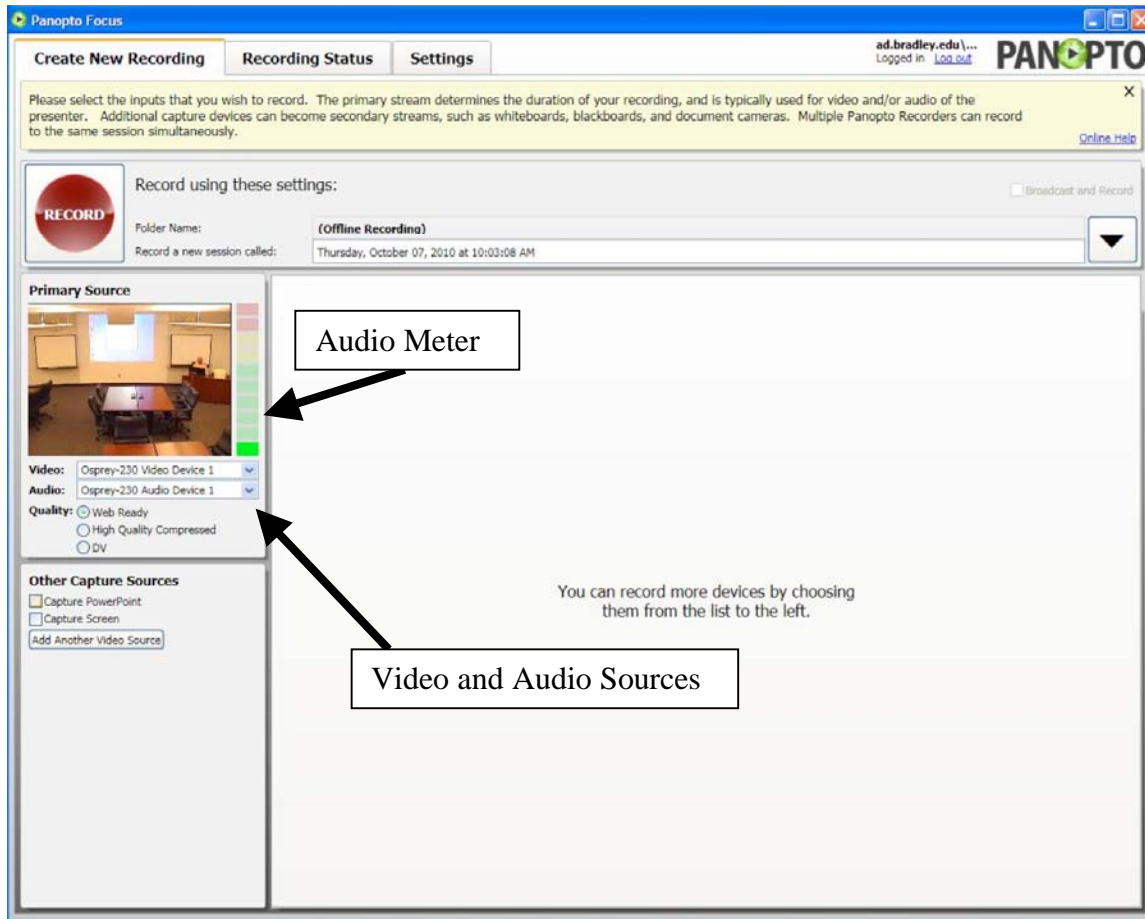 Panopto Focus
Create New Recording
Recording Status
Settings
ad.bradley.edu\...
Logged in Log out
PANOPTO
Please select the inputs that you wish to record. The primary stream determines the duration of your recording, and is typically used for video and/or audio of the
presenter. Additional capture devices can become secondary streams, such as whiteboards, blackboards, and document cameras. Multiple Panopto Recorders can record
to the same session simultaneously.
X
Online Help
RECORD
Record using these settings:
Broadcast and Record
Folder Name:
(Offline Recording)
Record a new session called:
Thursday, October 07, 2010 at 10:03:08 AM
Primary Source
Audio Meter
Video: Osprey-230 Video Device 1
Audio: Osprey-230 Audio Device 1
Quality: Web Ready
High Quality Compressed
DV
Other Capture Sources
Capture PowerPoint
Capture Screen
Add Another Video Source
You can record more devices by choosing
them from the list to the left.
Video and Audio Sources